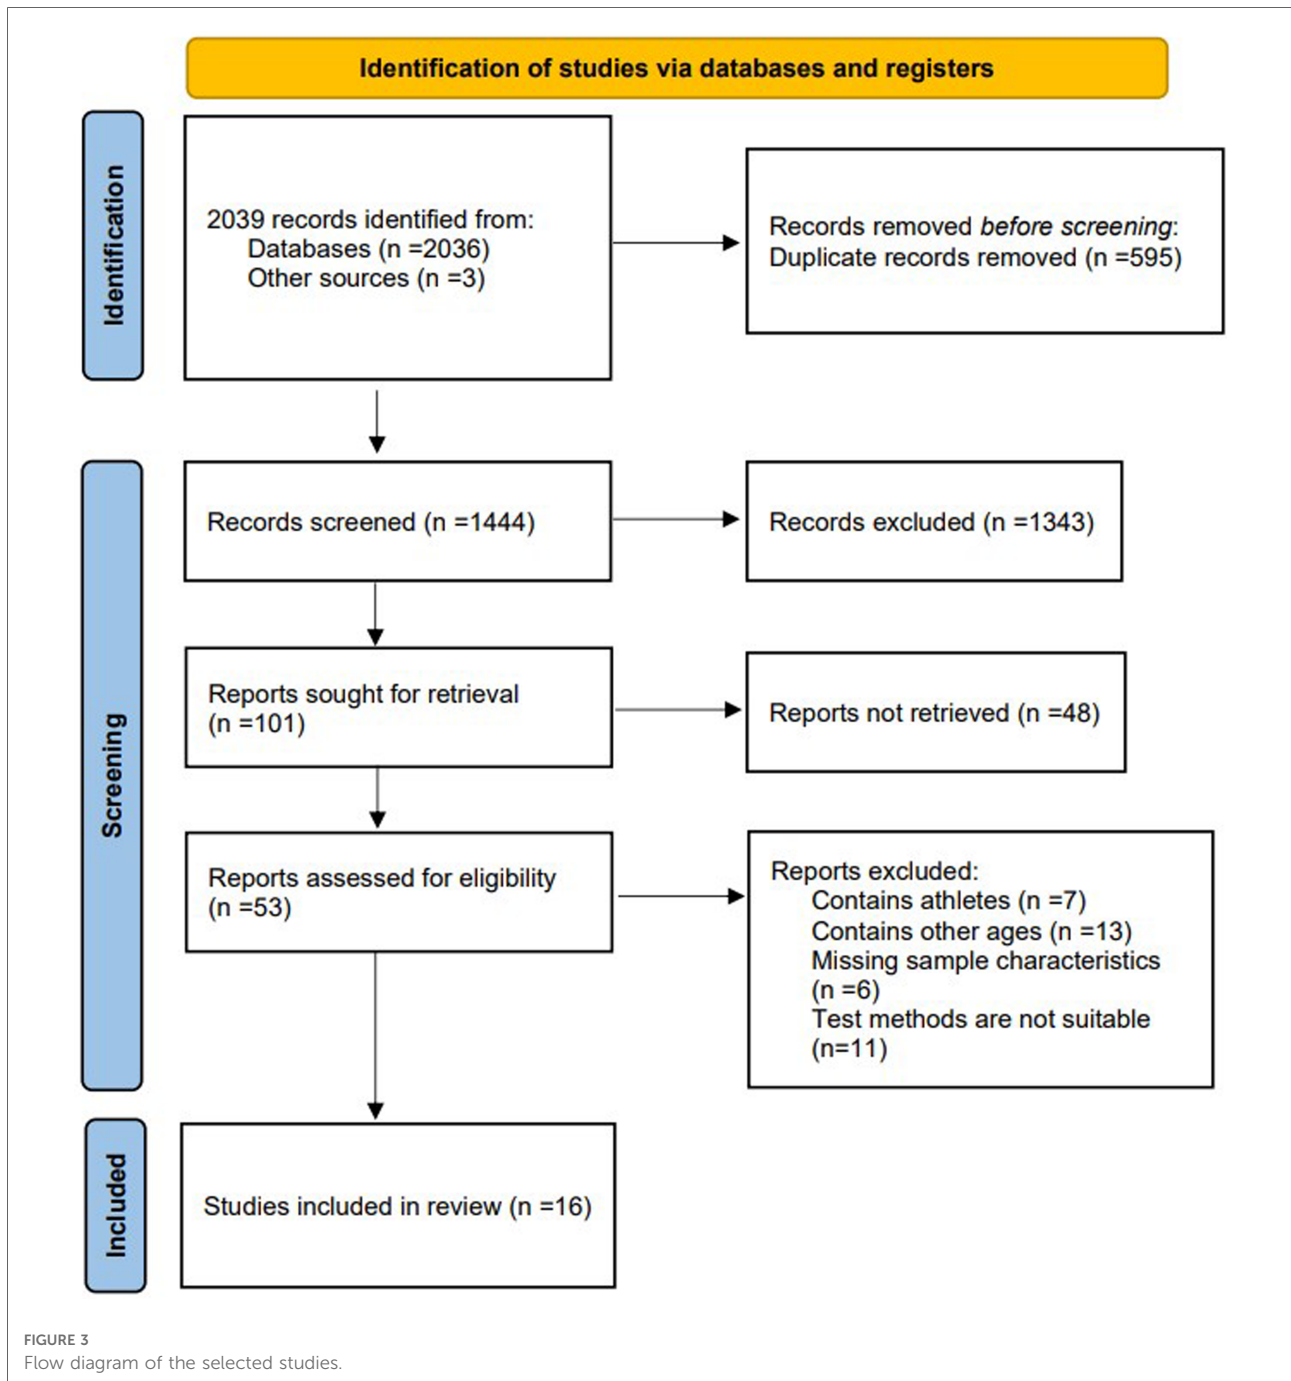 Identification of studies via databases and registers
Identification
2039 records identified from:
Databases (n =2036)
Other sources (n =3)
Records removed before screening:
Duplicate records removed (n =595)
Screening
Records screened (n =1444)
Records excluded (n =1343)
Reports sought for retrieval
(n =101)
Reports not retrieved (n =48)
Reports assessed for eligibility
(n =53)
Reports excluded:
Contains athletes (n =7)
Contains other ages (n =13)
Missing sample characteristics
(n =6)
Test methods are not suitable
(n=11)
Included
Studies included in review (n =16)
FIGURE 3
Flow diagram of the selected studies.